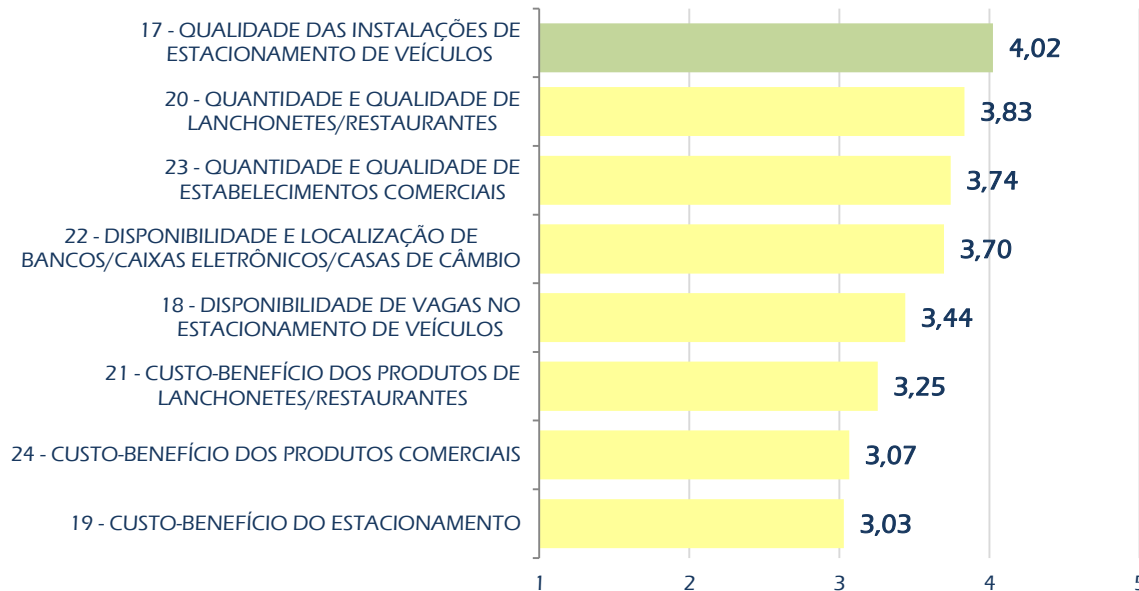 17 - QUALIDADE DAS INSTALAÇÕES DE
ESTACIONAMENTO DE VEÍCULOS
4,02
20 - QUANTIDADE E QUALIDADE DE
LANCHONETES/RESTAURANTES
3,83
23 - QUANTIDADE E QUALIDADE DE
ESTABELECIMENTOS COMERCIAIS
3,74
22 - DISPONIBILIDADE E LOCALIZAÇÃO DE
BANCOS/CAIXAS ELETRÔNICOS/CASAS DE CÂMBIO
3,70
18 - DISPONIBILIDADE DE VAGAS NO
ESTACIONAMENTO DE VEÍCULOS
3,44
21 - CUSTO-BENEFÍCIO DOS PRODUTOS DE
LANCHONETES/RESTAURANTES
3,25
24 - CUSTO-BENEFÍCIO DOS PRODUTOS COMERCIAIS
3,07
19 - CUSTO-BENEFÍCIO DO ESTACIONAMENTO
3,03
1 2 3 4 5